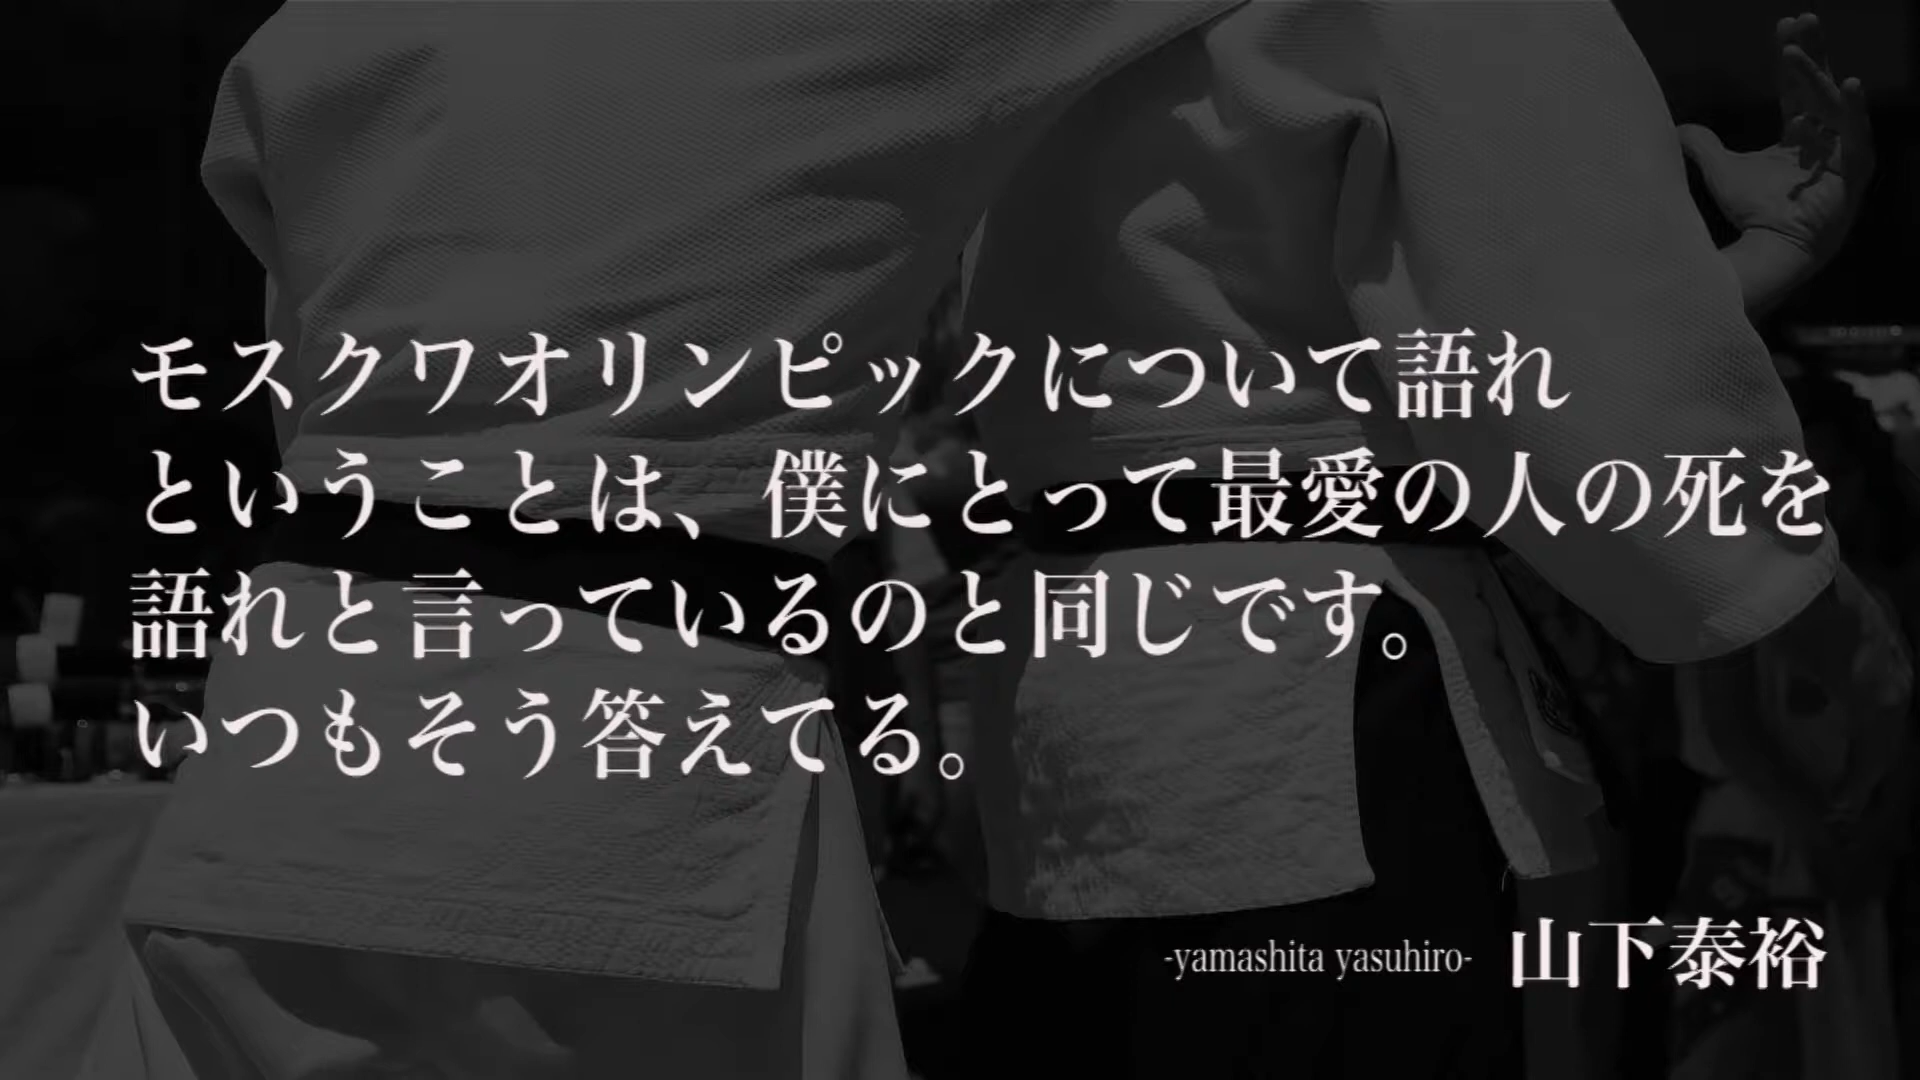 モスクワオリンピックについて語れ
ということは、僕にとって最愛の人の死を
語れと言っているのと同じです。
いつもそう答えてる。
-yamashita yasuhiro- 山下泰裕